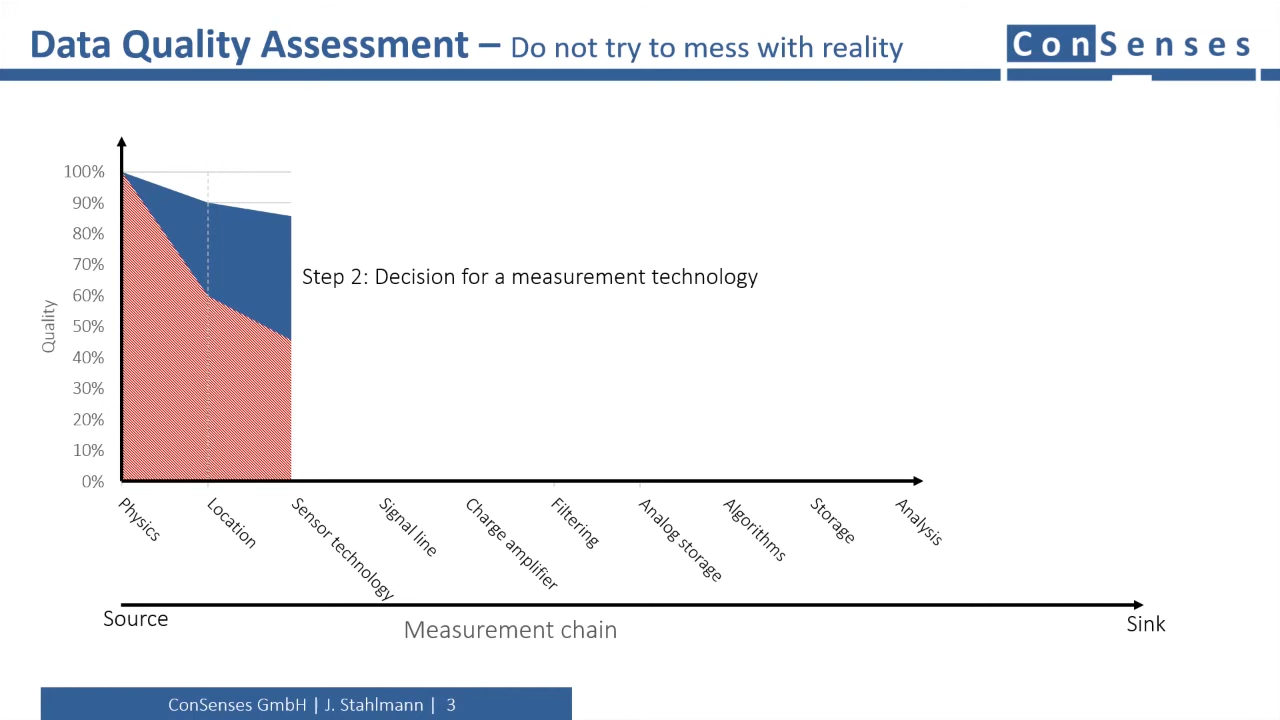 Data Quality Assessment – Do not try to mess with reality
ConSenses
100%
90%
80%
70%
60%
50%
40%
30%
20%
10%
0%
Quality
Step 2: Decision for a measurement technology
Physics
Location
Sensor technology
Signal line
Charge amplifier
Filtering
Analog storage
Algorithms
Storage
Analysis
Source
Measurement chain
Sink
ConSenses GmbH | J. Stahlmann | 3